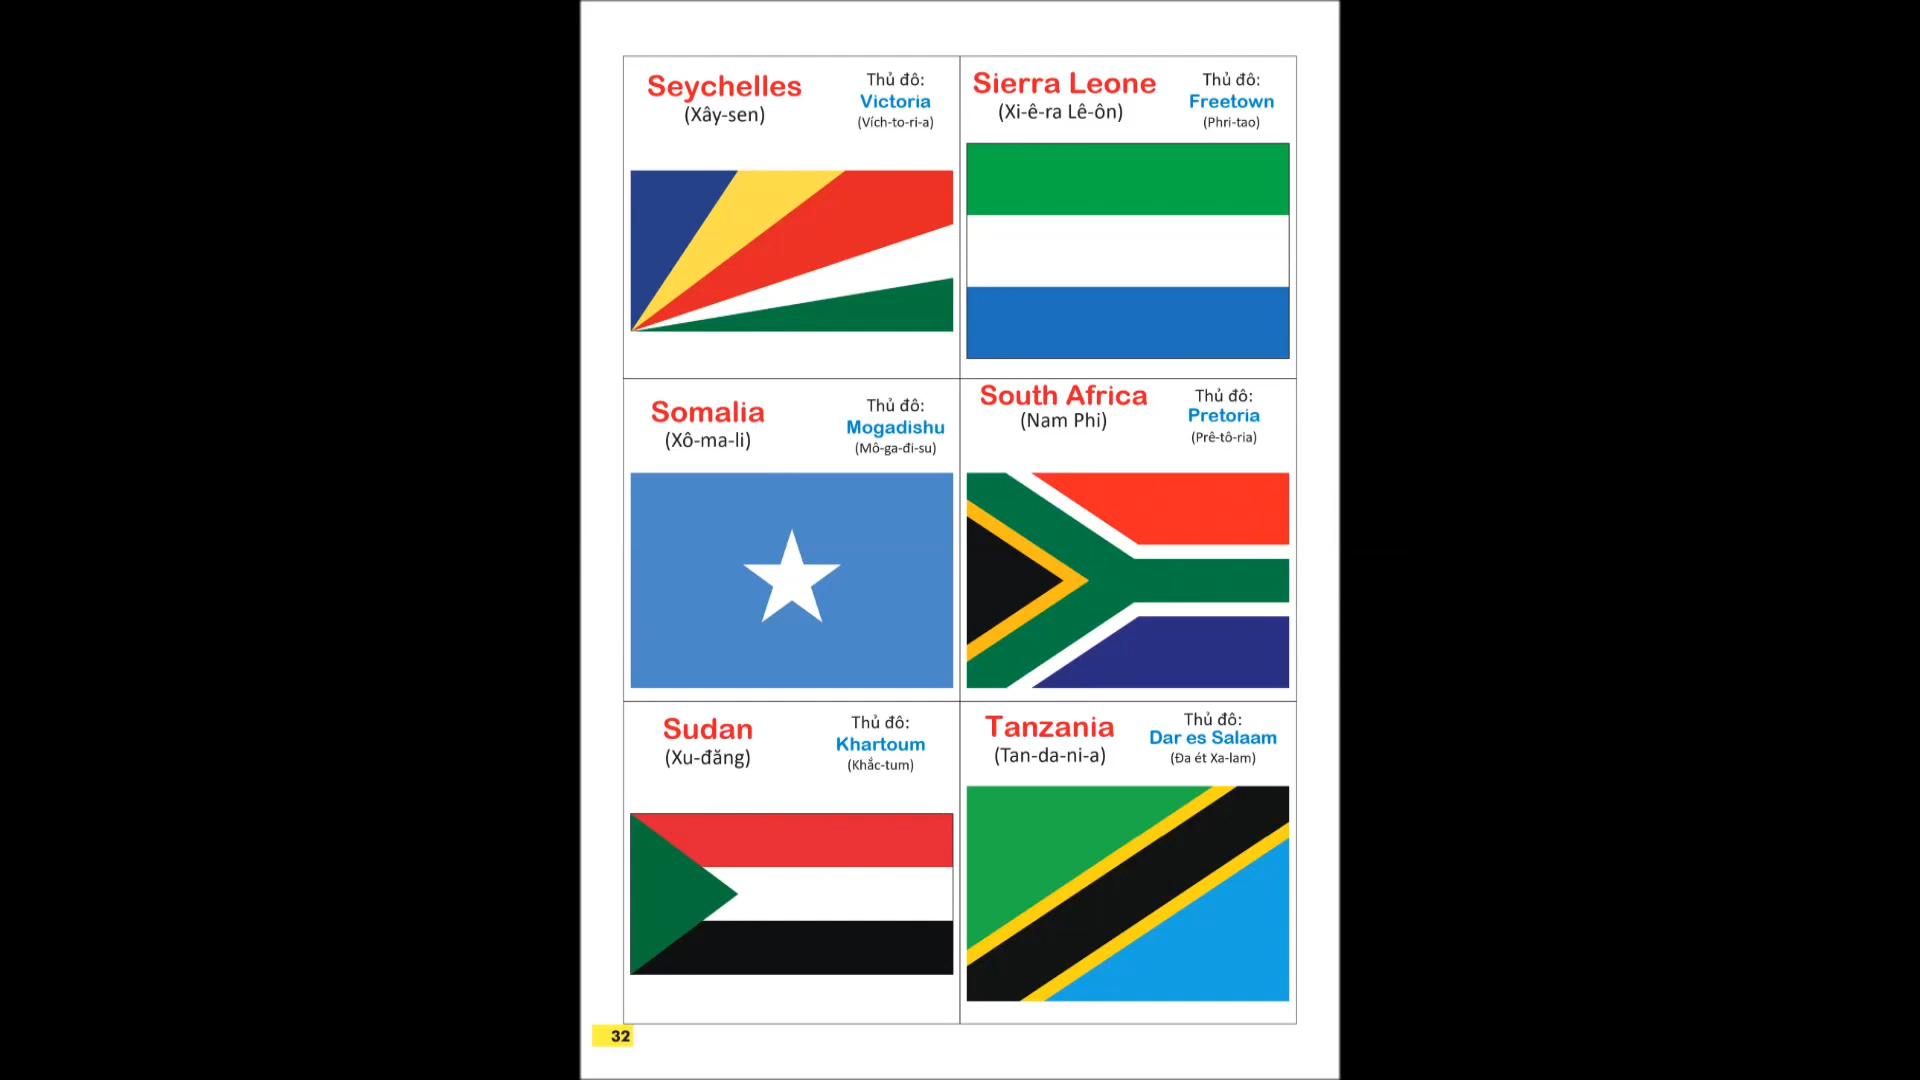 Seychelles
(Xây-sen)
Thủ đô:
Victoria
(Vích-to-ri-a)
Sierra Leone
(Xi-ê-ra Lê-ôn)
Thủ đô:
Freetown
(Phri-tao)
Somalia
(Xô-ma-li)
Thủ đô:
Mogadishu
(Mô-ga-đi-su)
South Africa
(Nam Phi)
Thủ đô:
Pretoria
(Prê-tô-ria)
Sudan
(Xu-đăng)
Thủ đô:
Khartoum
(Khắc-tum)
Tanzania
(Tan-da-ni-a)
Thủ đô:
Dar es Salaam
(Đa ét Xa-lam)
32